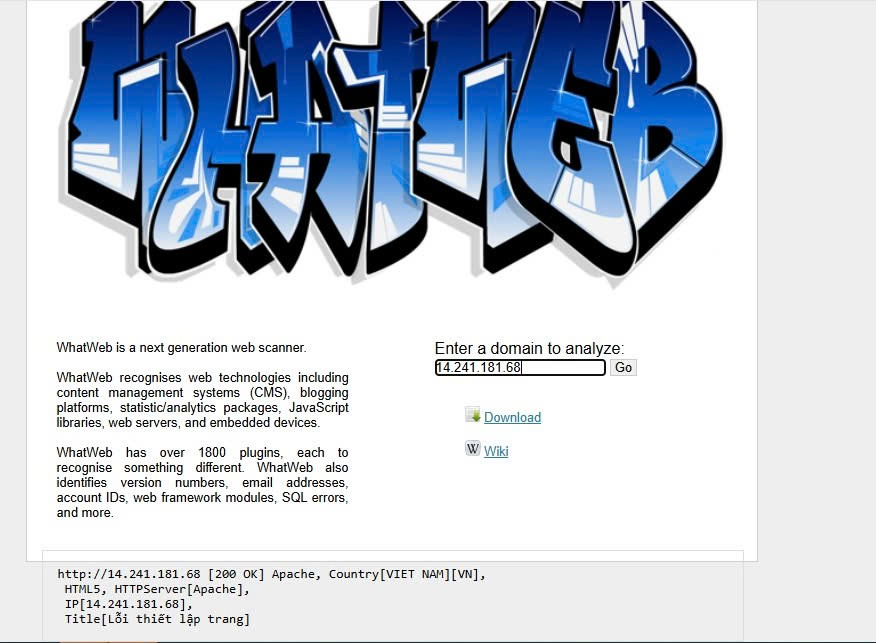 WHATWEB
WhatWeb is a next generation web scanner.
WhatWeb recognises web technologies including
content management systems (CMS), blogging
platforms, statistic/analytics packages, JavaScript
libraries, web servers, and embedded devices.
WhatWeb has over 1800 plugins, each to
recognise something different. WhatWeb also
identifies version numbers, email addresses,
account IDs, web framework modules, SQL errors,
and more.
Enter a domain to analyze:
14.241.181.68 Go
Download
W Wiki
http://14.241.181.68 [200 OK] Apache, Country[VIET NAM][VN],
HTML5, HTTPServer[Apache],
IP[14.241.181.68],
Title[Lỗi thiết lập trang]